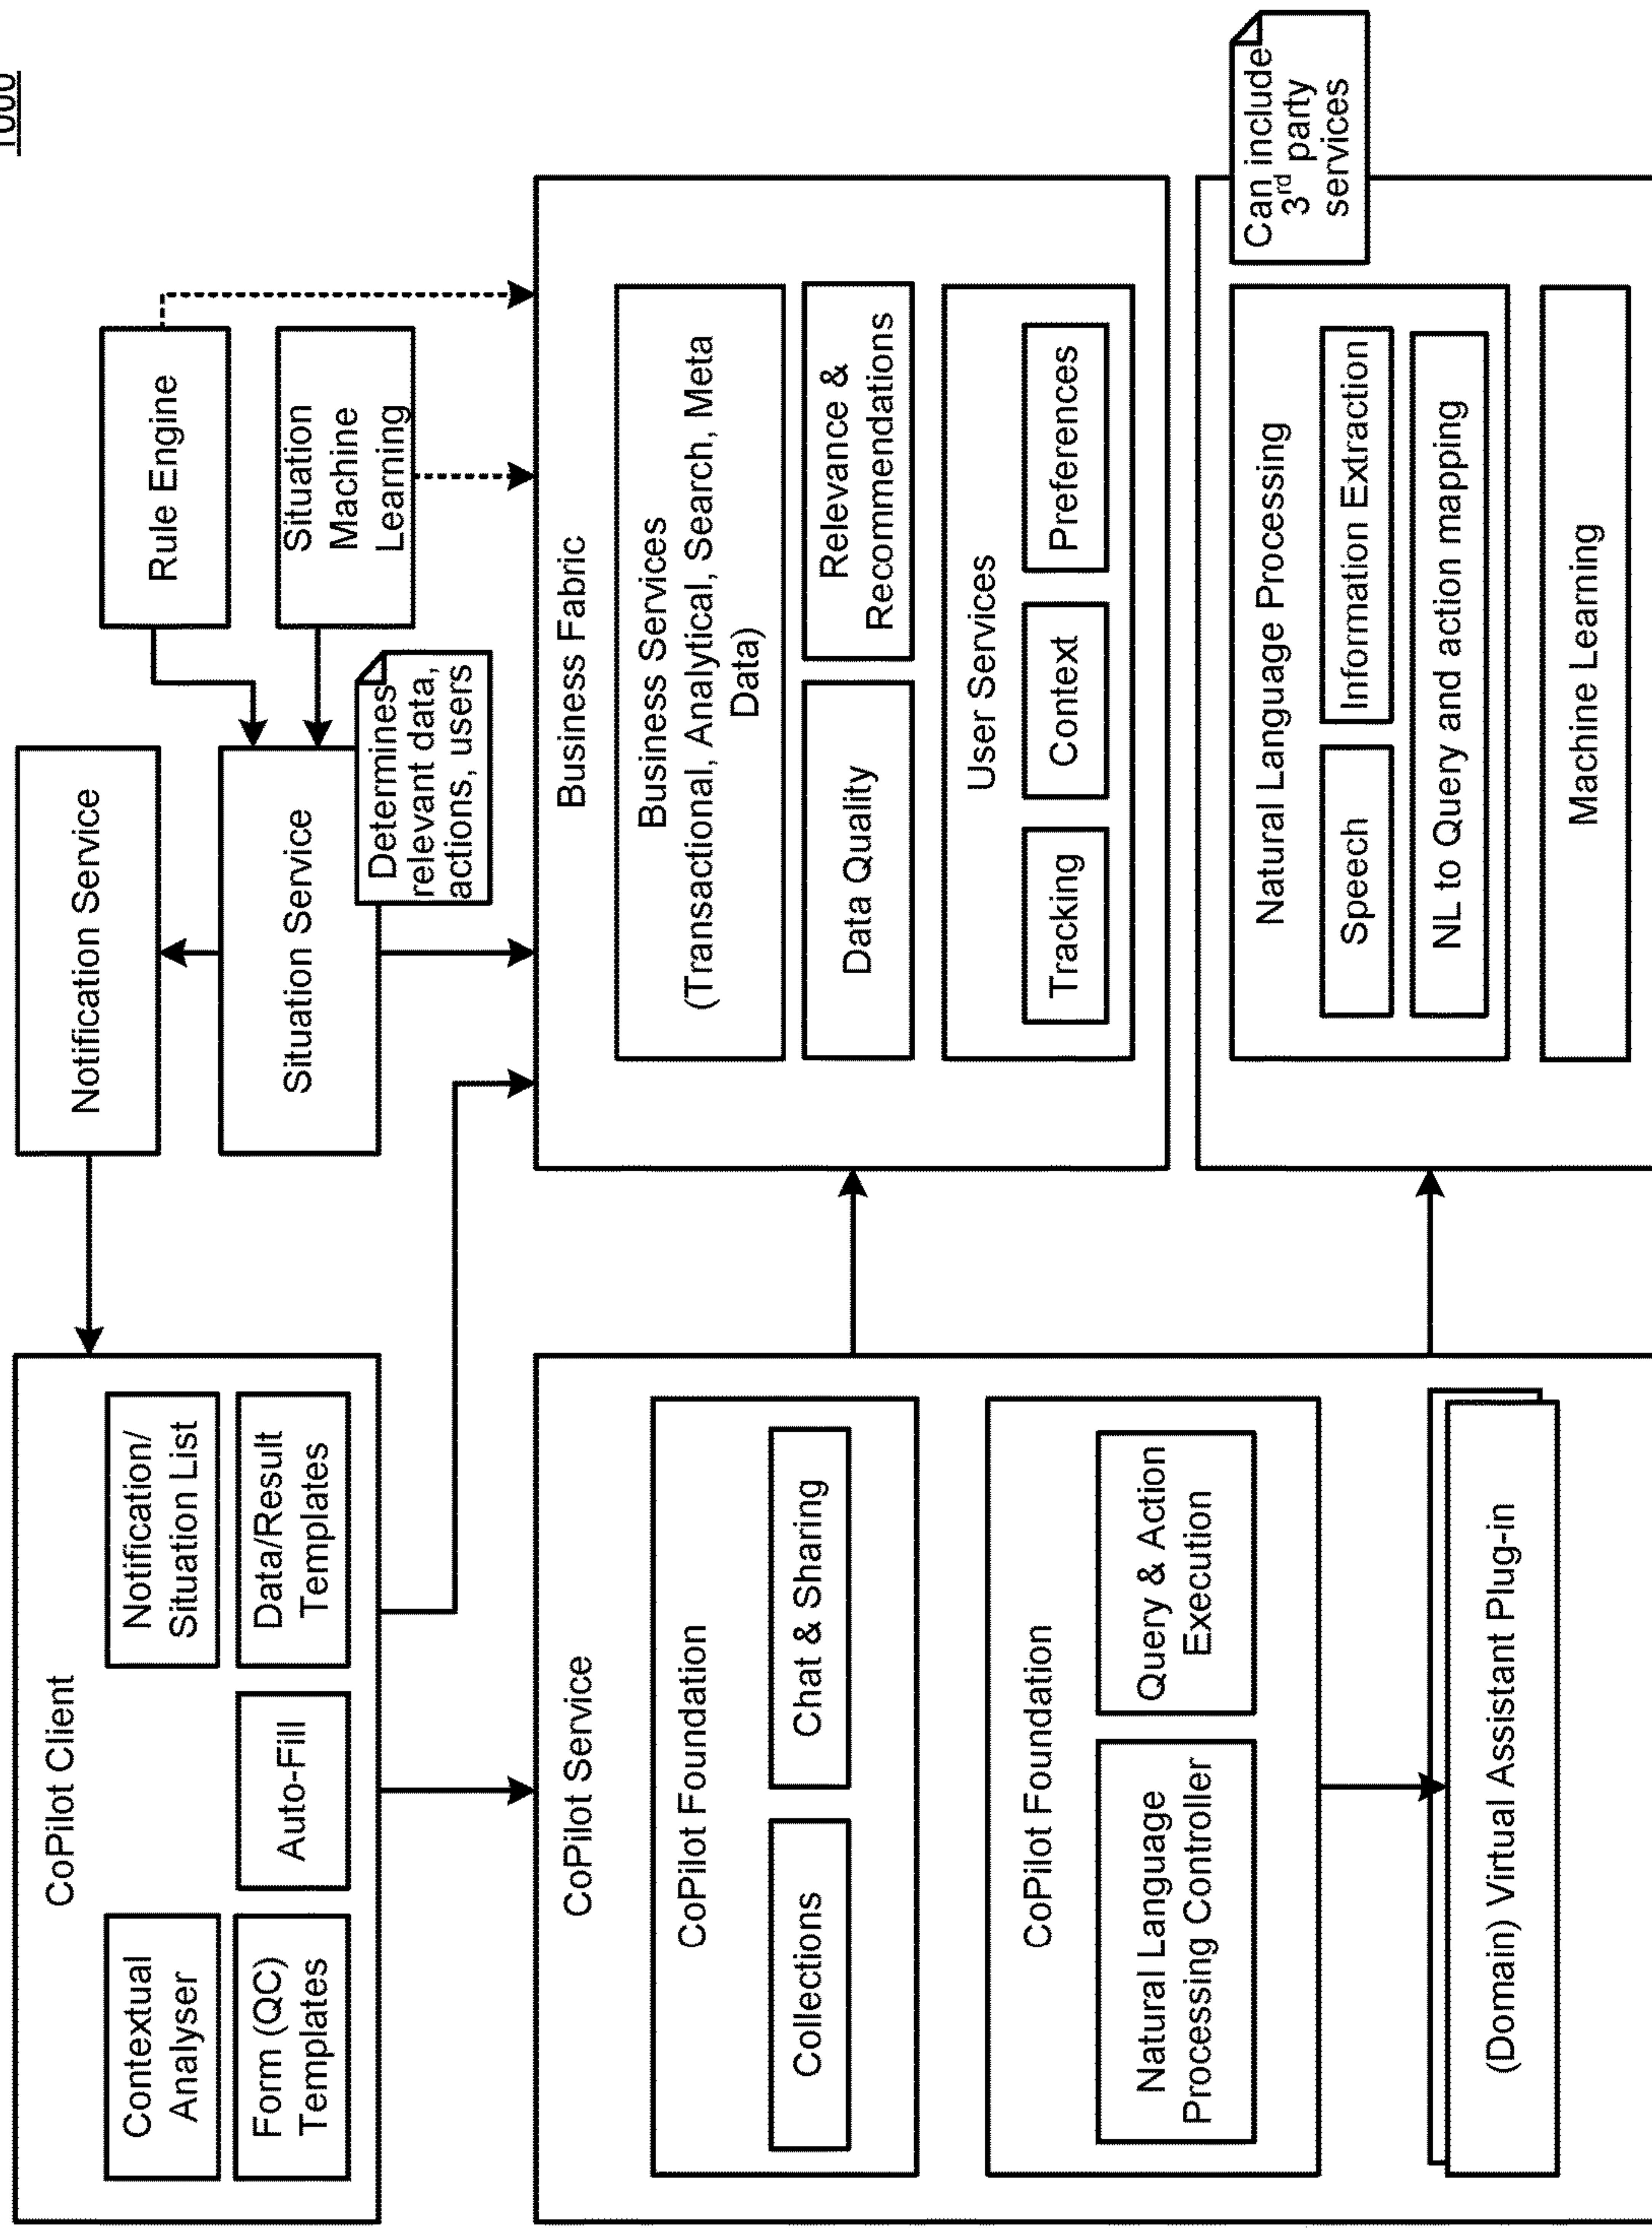 1000
CoPilot Client
Contextual
Analyser
Notification/
Situation List
Form (QC)
Templates
Auto-Fill
Data/Result
Templates
Notification Service
Situation Service
Determines
relevant data,
actions, users
Rule Engine
Situation
Machine
Learning
CoPilot Service
CoPilot Foundation
Collections
Chat & Sharing
CoPilot Foundation
Natural Language
Processing Controller
Query & Action
Execution
(Domain) Virtual Assistant Plug-in
Business Fabric
Business Services
(Transactional, Analytical, Search, Meta
Data)
Data Quality
Relevance &
Recommendations
User Services
Tracking
Context
Preferences
Can include
3rd party
services
Natural Language Processing
Speech
Information Extraction
NL to Query and action mapping
Machine Learning